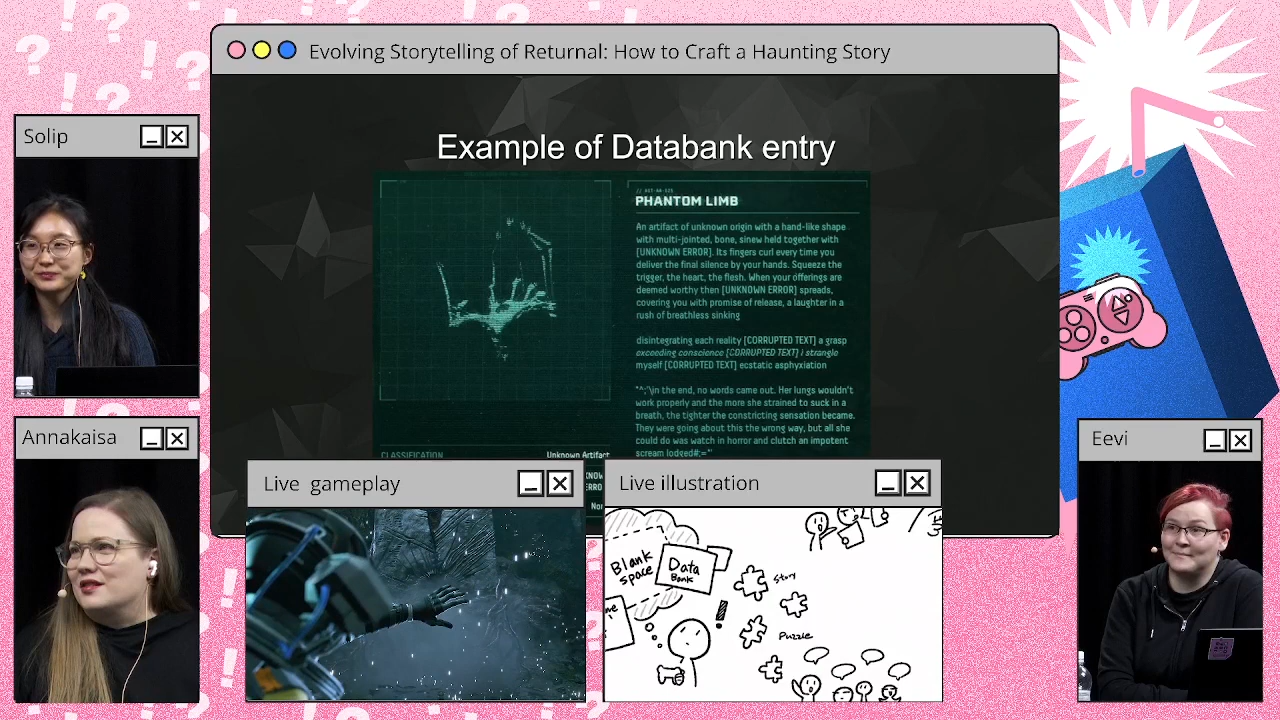 Evolving Storytelling of Returnal: How to Craft a Haunting Story
Solip
Example of Databank entry
PHANTOM LIMB
An artifact of unknown origin with a hand-like shape
with multi-jointed, bone, sinew held together with
[UNKNOWN ERROR]. Its fingers curl every time you
deliver the final silence by your hands. Squeeze the
trigger, the heart, the flesh. When your offerings are
deemed worthy then [UNKNOWN ERROR] spreads,
covering you with promise of release, a laughter in a
rush of breathless sinking
disintegrating each reality [CORRUPTED TEXT] a grasp
exceeding conscience [CORRUPTED TEXT] I strangle
myself [CORRUPTED TEXT] ecstatic asphyxiation
"^;'\in the end, no words came out. Her lungs wouldn't
work properly and the more she strained to suck in a
breath, the tighter the constricting sensation became.
They were going about this the wrong way, but all she
could do was watch in horror and clutch an impotent
scream lodged#;="
CLASSIFICATION
Unknown Artifact
Annakaisa
Eevi
Live gameplay
Live illustration
Blank
space
Data
Bank
Story
Puzzle